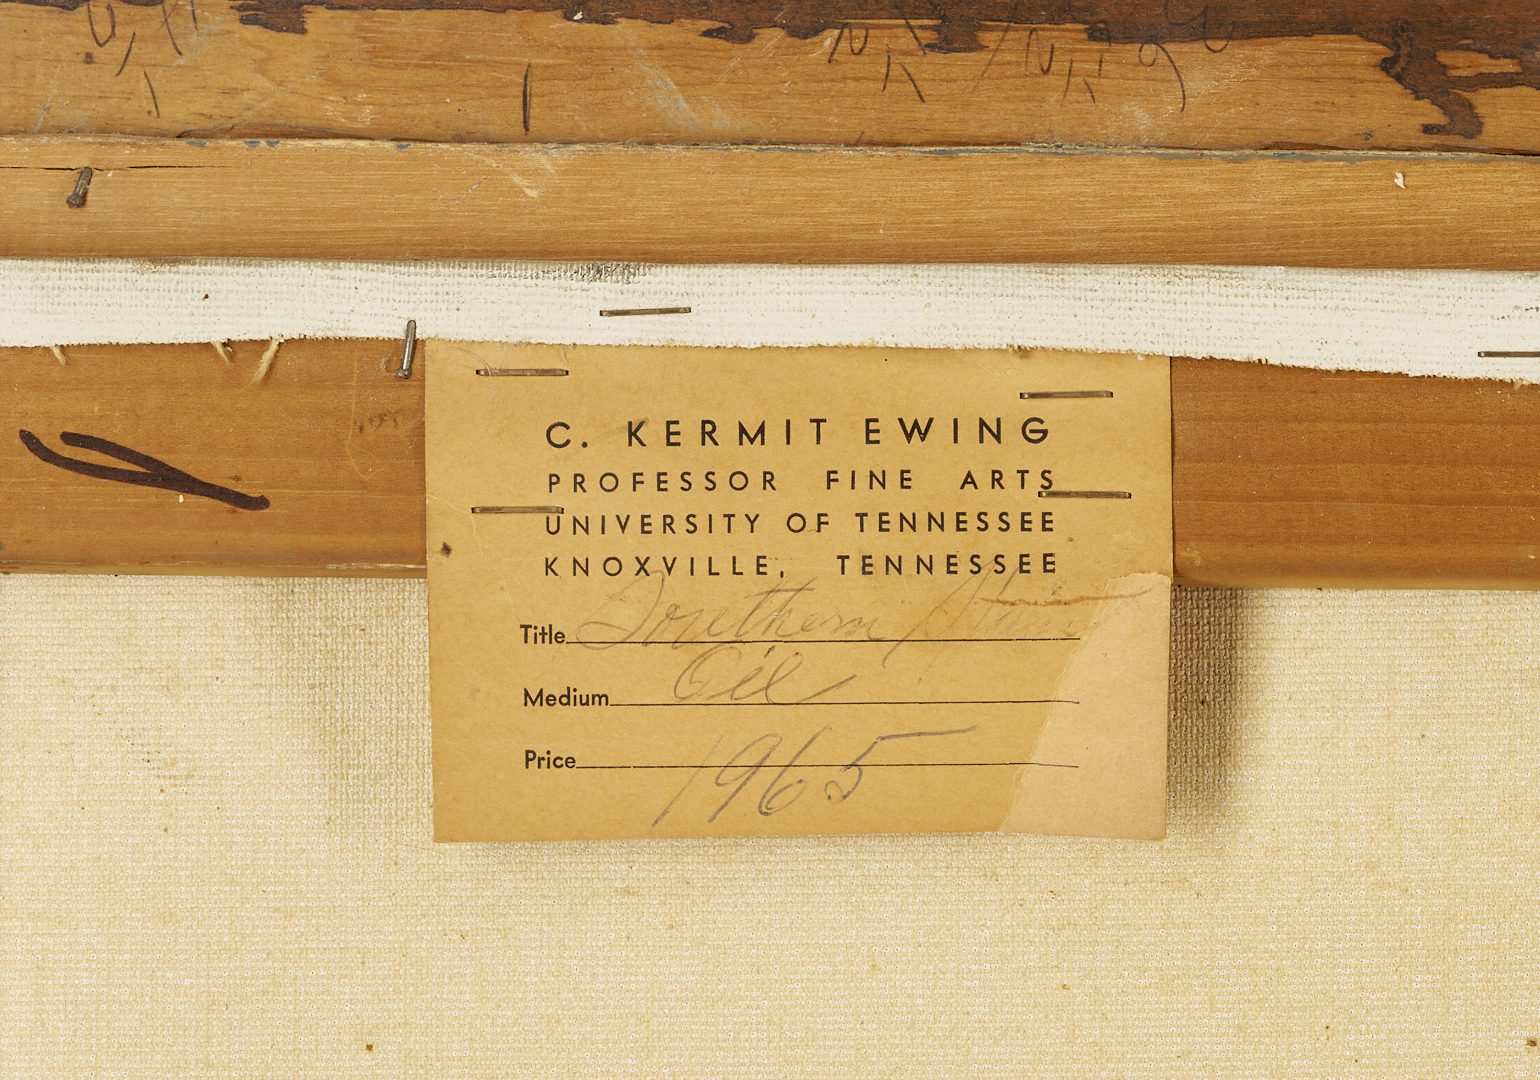 C. KERMIT EWING
PROFESSOR FINE ARTS
UNIVERSITY OF TENNESSEE
KNOXVILLE, TENNESSEE
Title Southern
Medium Oil
Price 1965